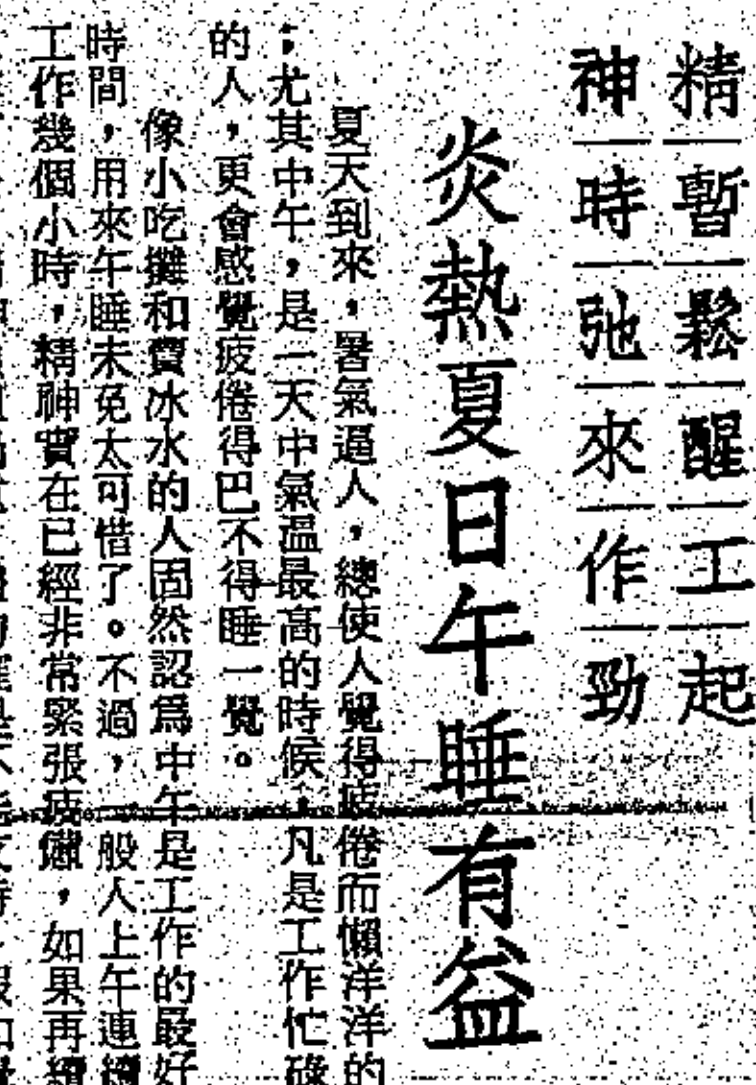 精神
暫時
鬆弛
醒來
工作
起勁
炎熱夏日午睡有益
夏天到來,暑氣逼人,總使人覺得疲倦而懶洋洋的
;尤其中午,是一天中氣溫最高的時候,凡是工作忙碌
的人,更會感覺疲倦得巴不得睡一覺。
像小吃攤和賣冰水的人固然認爲中午是工作的最好
時間,用來午睡未免太可惜了。不過,一般人上午連續
工作幾個小時,精神實在已經非常緊張疲憊,如果再續